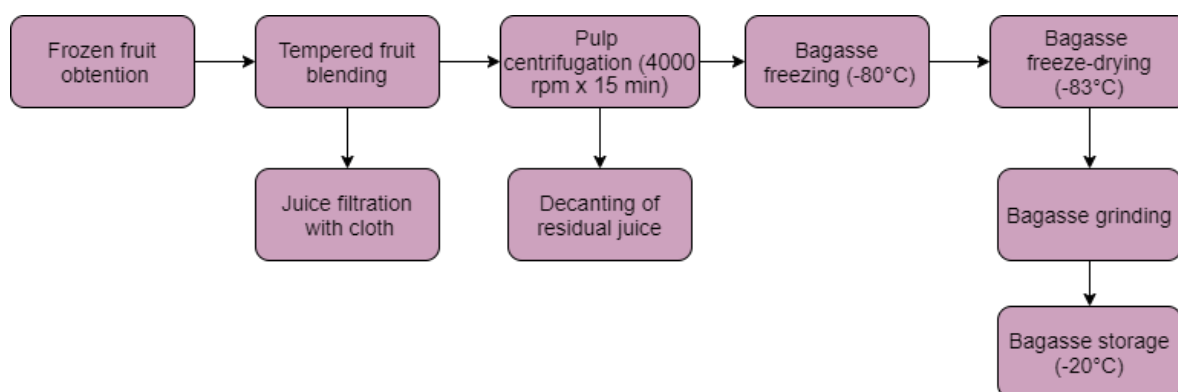 Frozen fruit
obtention
Tempered fruit
blending
Pulp
centrifugation (4000
rpm x 15 min)
Bagasse
freezing (-80°C)
Bagasse
freeze-drying
(-83°C)
Juice filtration
with cloth
Decanting of
residual juice
Bagasse grinding
Bagasse storage
(-20°C)